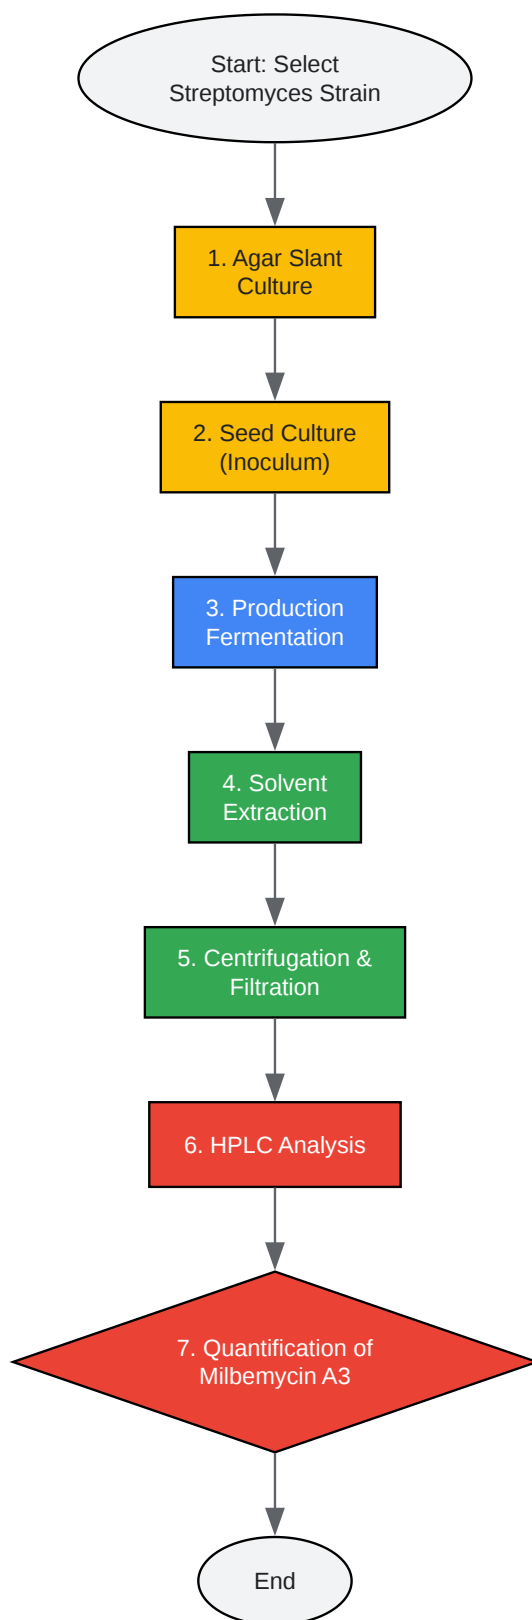 Start: Select
Streptomyces Strain
1. Agar Slant
Culture
2. Seed Culture
(Inoculum)
3. Production
Fermentation
4. Solvent
Extraction
5. Centrifugation &
Filtration
6. HPLC Analysis
7. Quantification of
Milbemycin A3
End